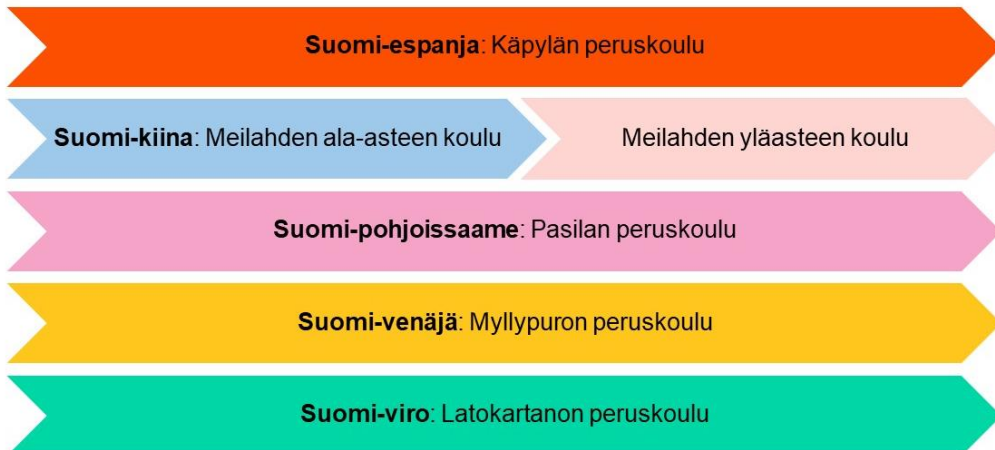 Suomi-espanja: Käpylän peruskoulu
Suomi-kiina: Meilahden ala-asteen koulu
Meilahden yläasteen koulu
Suomi-pohjoissaame: Pasilan peruskoulu
Suomi-venäjä: Myllypuron peruskoulu
Suomi-viro: Latokartanon peruskoulu